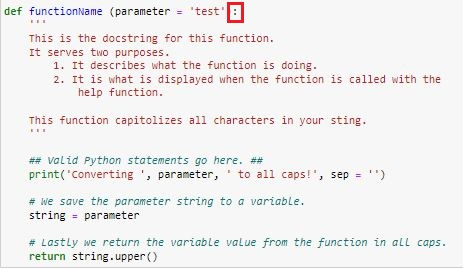 def functionName (parameter = 'test' :
'''
This is the docstring for this function.
It serves two purposes.
1. It describes what the function is doing.
2. It is what is displayed when the function is called with the
help function.
This function capitolizes all characters in your sting.
'''
## Valid Python statements go here. ##
print('Converting ', parameter, ' to all caps!', sep = '')
# We save the parameter string to a variable.
string = parameter
# Lastly we return the variable value from the function in all caps.
return string.upper()